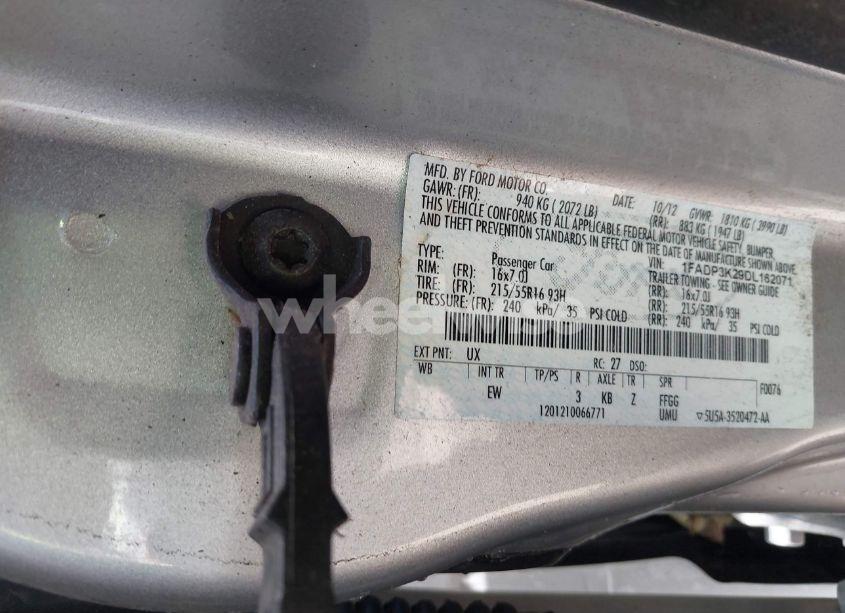 MFD. BY FORD MOTOR CO.
DATE: 10/12 GVWR: 1810 KG ( 3990 LB)
GAWR: (FR): 940 KG ( 2072 LB) (RR): 883 KG ( 1947 LB)
THIS VEHICLE CONFORMS TO ALL APPLICABLE FEDERAL MOTOR VEHICLE SAFETY, BUMPER,
AND THEFT PREVENTION STANDARDS IN EFFECT ON THE DATE OF MANUFACTURE SHOWN ABOVE.
VIN: 1FADP3K29DL162071
TYPE: Passenger Car TRAILER TOWING - SEE OWNER GUIDE
RIM: (FR) 16x7.0J (RR): 16x7.0J
TIRE: (FR) 215/55R16 93H (RR): 215/55R16 93H
PRESSURE: (FR): 240 kPa/ 35 PSI COLD (RR): 240 kPa/ 35 PSI COLD
EXT PNT: UX RC: 27 DSO:
WB INT TR TP/PS R AXLE TR SPR F0076
EW 3 KB Z FFGG
1201210066771 UMU ▽5U5A-3520472-AA